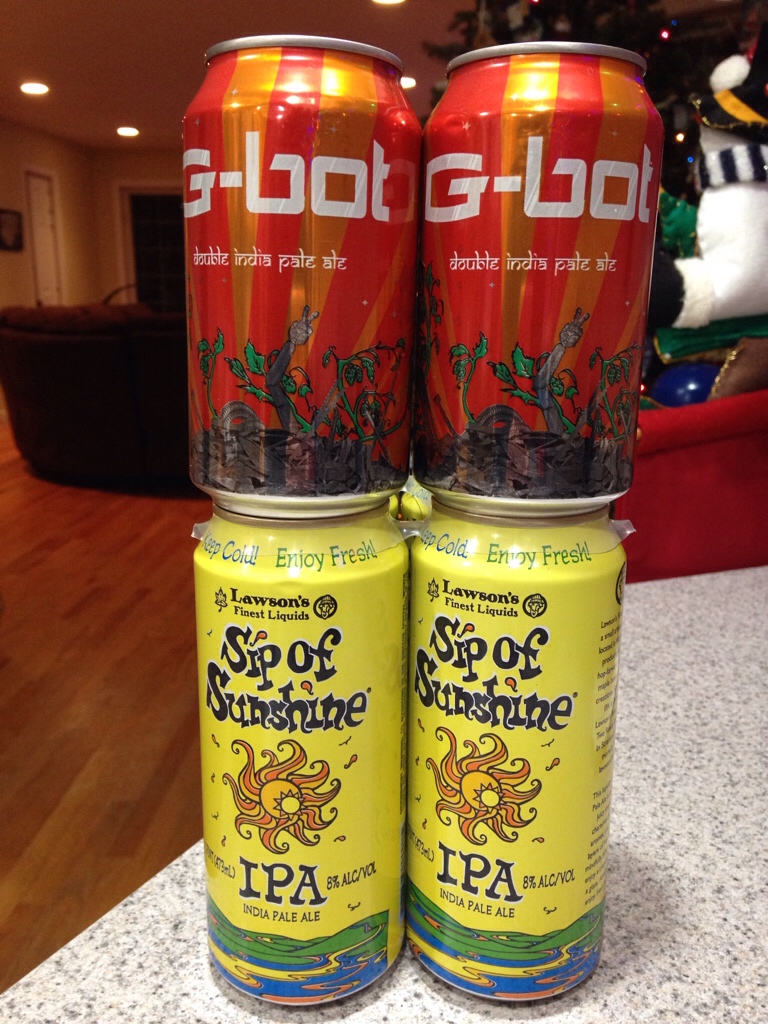 G-bot
double india pale ale
G-bot
double india pale ale
Keep Cold! Enjoy Fresh!
Lawson's
Finest Liquids
Sip of
Sunshine®
IPA
8% ALC/VOL
INDIA PALE ALE
Keep Cold! Enjoy Fresh!
Lawson's
Finest Liquids
Sip of
Sunshine®
IPA
8% ALC/VOL
INDIA PALE ALE